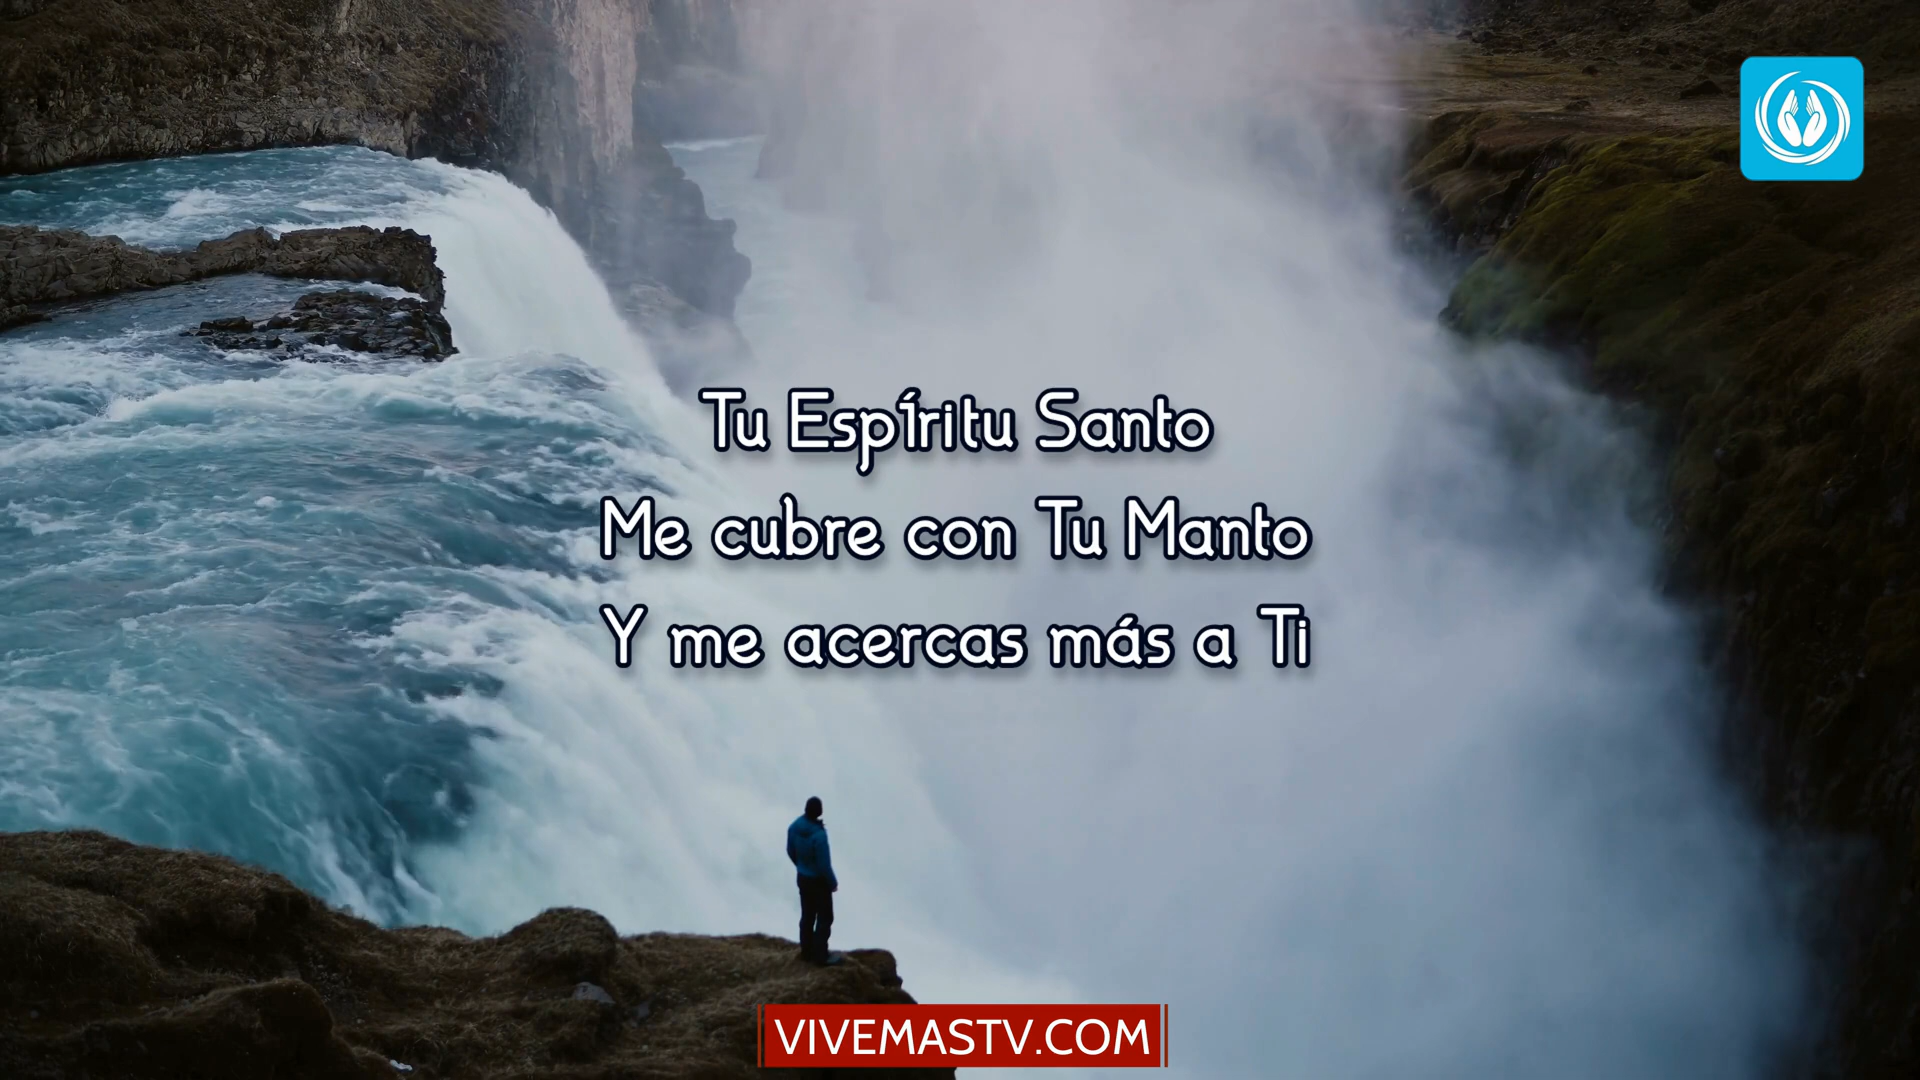 Tu Espíritu Santo
Me cubre con Tu Manto
Y me acercas más a Ti
VIVEMASTV.COM